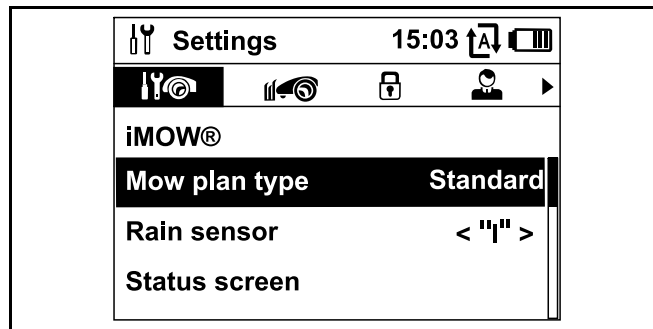 Settings 15:03 A
iMOW®
Mow plan type Standard
Rain sensor < "I" >
Status screen